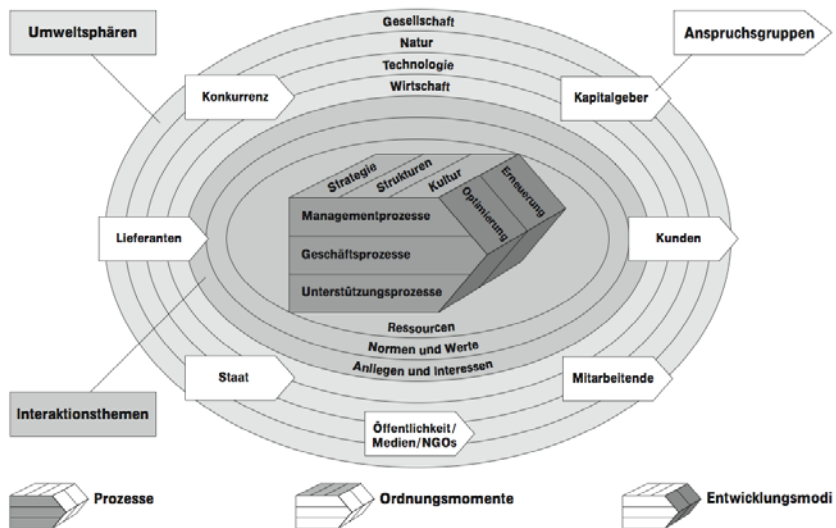 Umweltsphären
Gesellschaft
Anspruchsgruppen
Natur
Technologie
Wirtschaft
Konkurrenz
Kapitalgeber
Strategie
Strukturen
Kultur
Optimierung
Erneuerung
Managementprozesse
Lieferanten
Geschäftsprozesse
Kunden
Unterstützungsprozesse
Ressourcen
Normen und Werte
Anliegen und Interessen
Staat
Mitarbeitende
Interaktionsthemen
Öffentlichkeit/
Medien/NGOs
Prozesse
Ordnungsmomente
Entwicklungsmodi